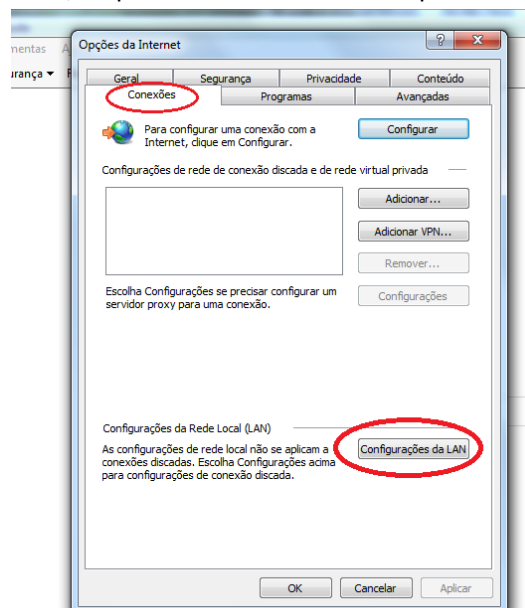 mentas
Opções da Internet
urança
Geral
Segurança
Privacidade
Conteúdo
Conexões
Programas
Avançadas
Para configurar uma conexão com a
Internet, clique em Configurar.
Configurar
Configurações de rede de conexão discada e de rede virtual privada
Adicionar...
Adicionar VPN...
Remover...
Escolha Configurações se precisar configurar um
servidor proxy para uma conexão.
Configurações
Configurações da Rede Local (LAN)
As configurações de rede local não se aplicam a
conexões discadas. Escolha Configurações acima
para configurações de conexão discada.
Configurações da LAN
OK
Cancelar
Aplicar